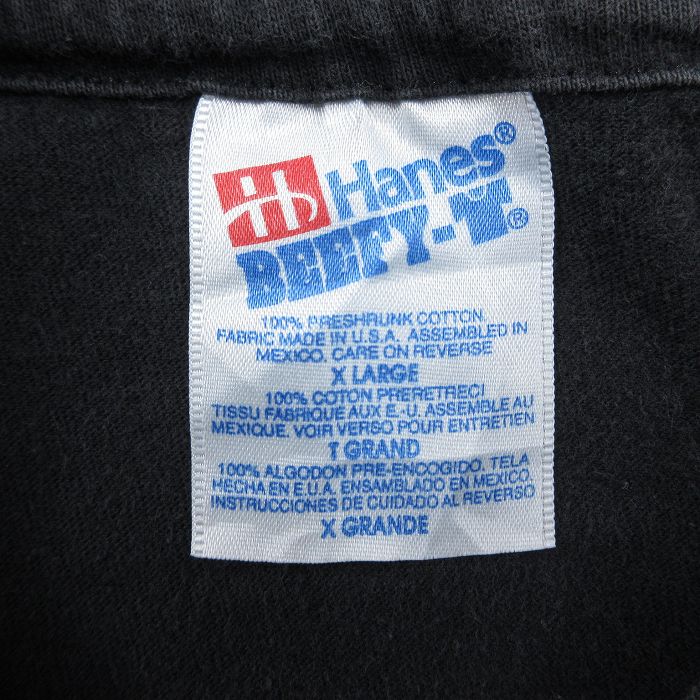 H Hanes®
BEEFY-T®
100% PRESHRUNK COTTON.
FABRIC MADE IN U.S.A. ASSEMBLED IN
MEXICO. CARE ON REVERSE
X LARGE
100% COTON PRERETRECI
TISSU FABRIQUE AUX E.-U. ASSEMBLE AU
MEXIQUE. VOIR VERSO POUR ENTRETIEN
T GRAND
100% ALGODON PRE-ENCOGIDO. TELA
HECHA EN E.U.A. ENSAMBLADO EN MEXICO.
INSTRUCCIONES DE CUIDADO AL REVERSO
X GRANDE